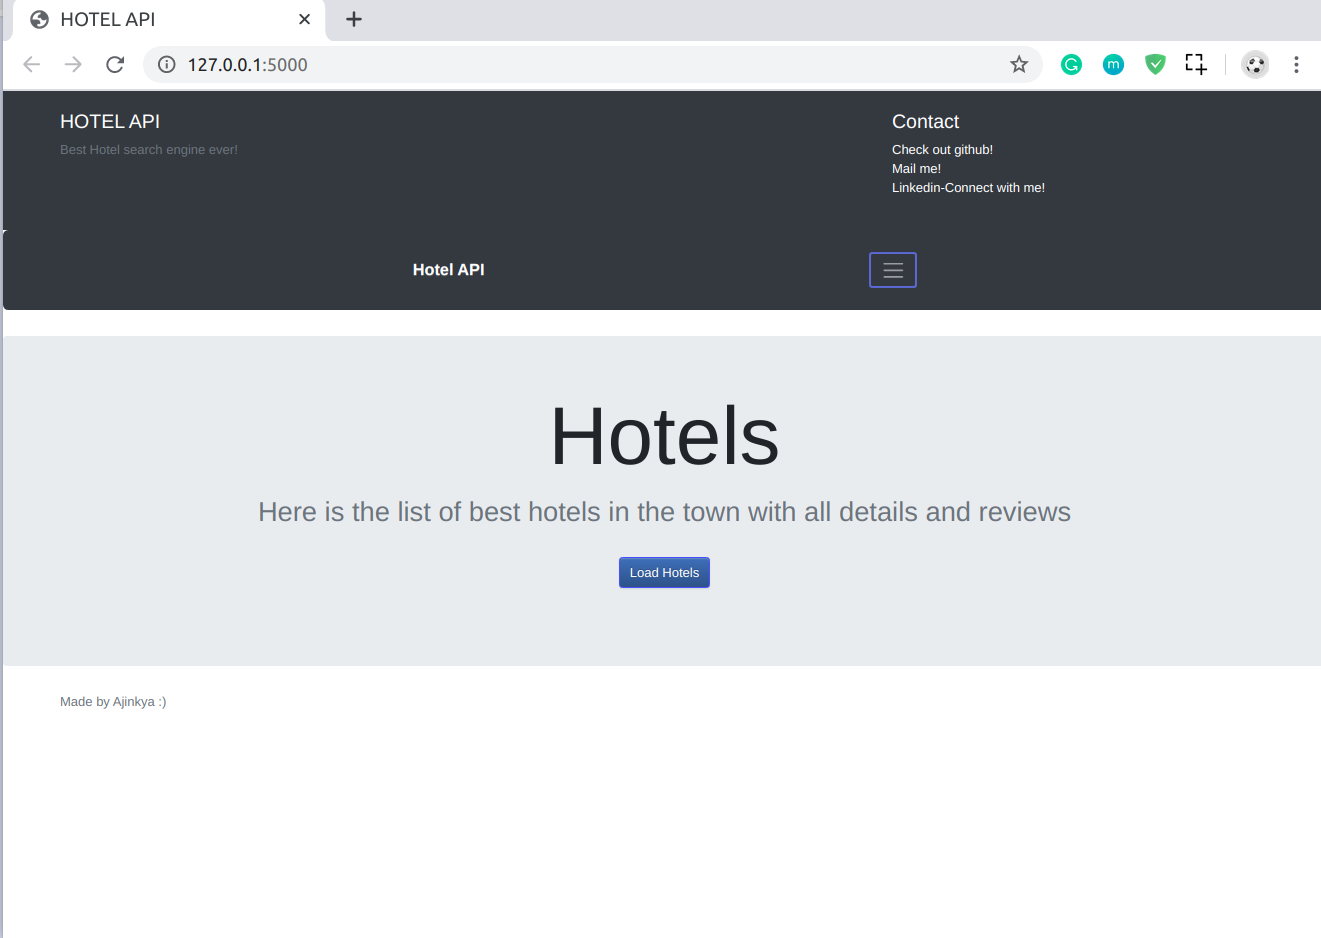 HOTEL API
127.0.0.1:5000
m
HOTEL API
Best Hotel search engine ever!
Contact
Check out github!
Mail me!
Linkedin-Connect with me!
Hotel API
Hotels
Here is the list of best hotels in the town with all details and reviews
Load Hotels
Made by Ajinkya :)